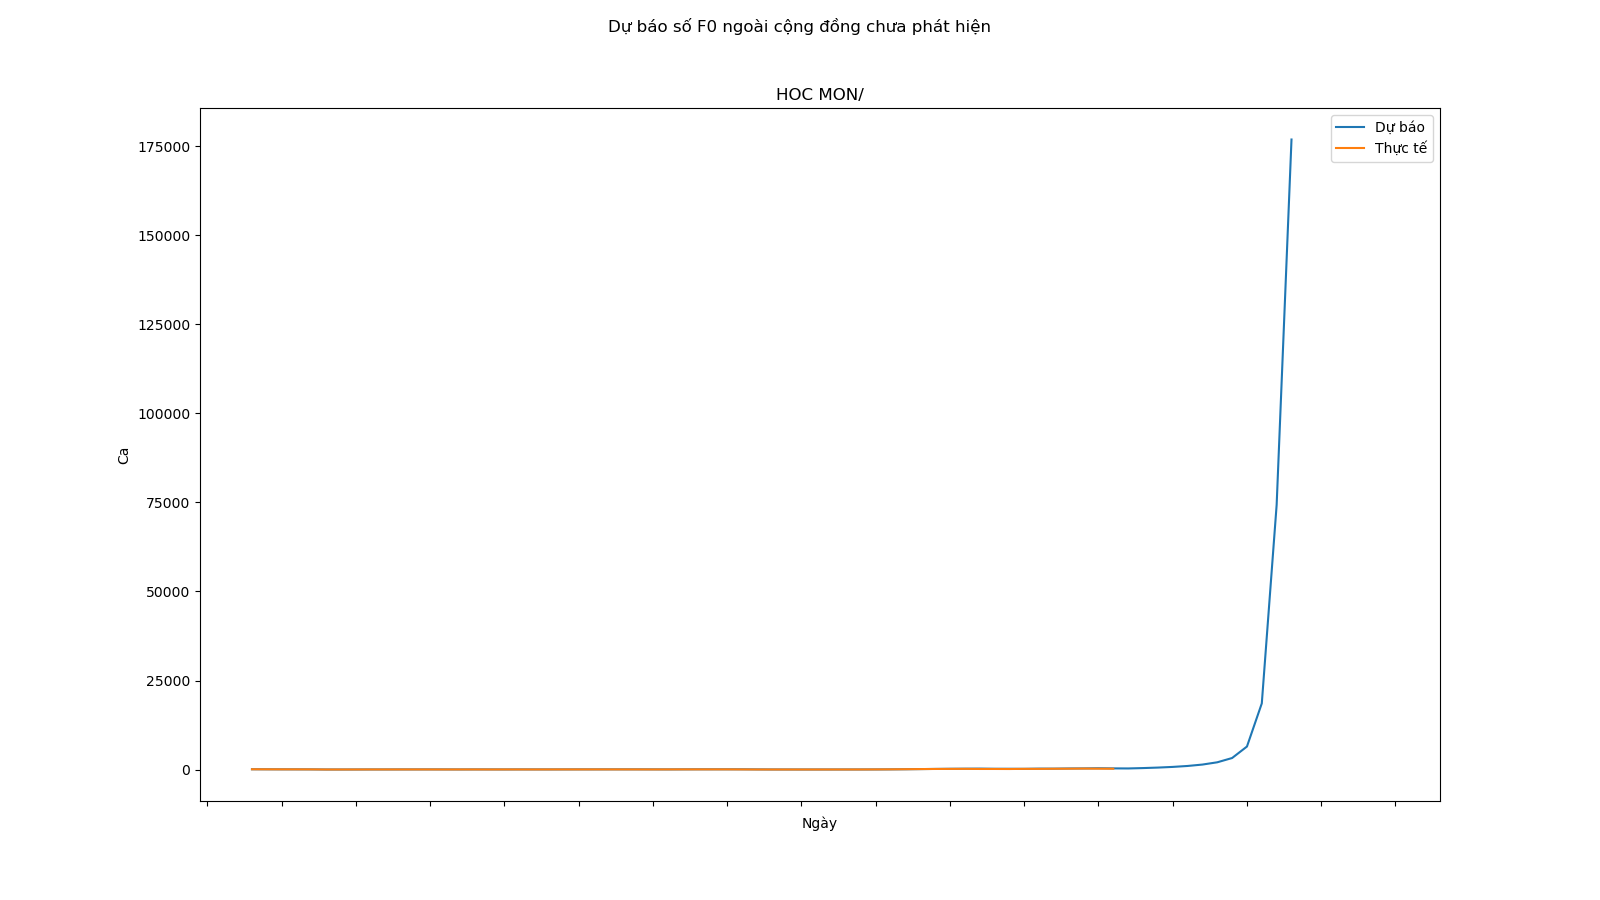 Dự báo số F0 ngoài cộng đồng chưa phát hiện
HOC MON/
Dự báo
Thực tế
175000
150000
125000
100000
75000
50000
25000
0
Ca
Ngày